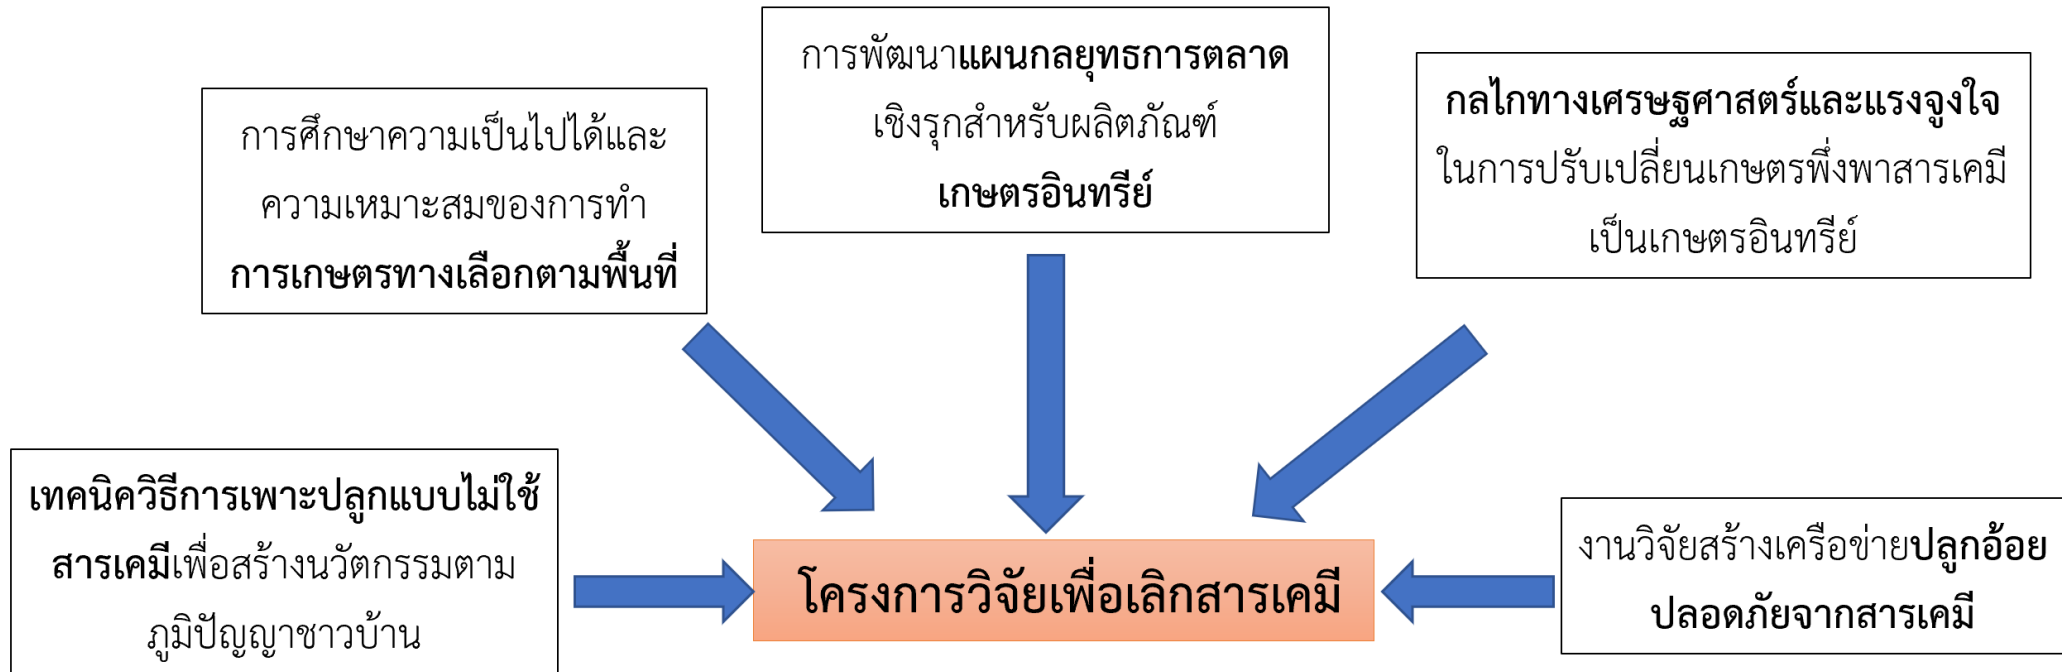 การพัฒนาแผนกลยุทธการตลาด
เชิงรุกสำหรับผลิตภัณฑ์
เกษตรอินทรีย์
การศึกษาความเป็นไปได้และ
ความเหมาะสมของการทำ
การเกษตรทางเลือกตามพื้นที่
กลไกทางเศรษฐศาสตร์และแรงจูงใจ
ในการปรับเปลี่ยนเกษตรพึ่งพาสารเคมี
เป็นเกษตรอินทรีย์
เทคนิควิธีการเพาะปลูกแบบไม่ใช้
สารเคมีเพื่อสร้างนวัตกรรมตาม
ภูมิปัญญาชาวบ้าน
โครงการวิจัยเพื่อเลิกสารเคมี
งานวิจัยสร้างเครือข่ายปลูกอ้อย
ปลอดภัยจากสารเคมี